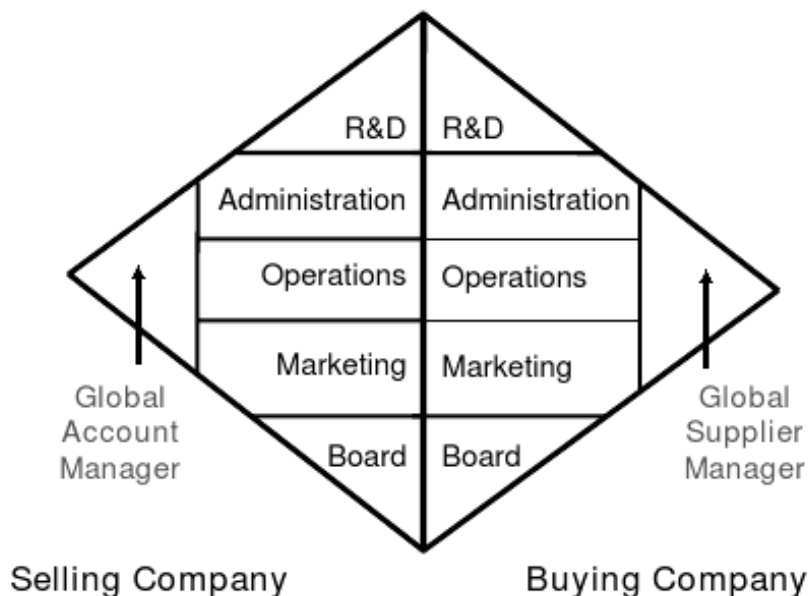 R&D R&D
Administration Administration
Operations Operations
Marketing Marketing
Board Board
Global
Account
Manager
Global
Supplier
Manager
Selling Company Buying Company